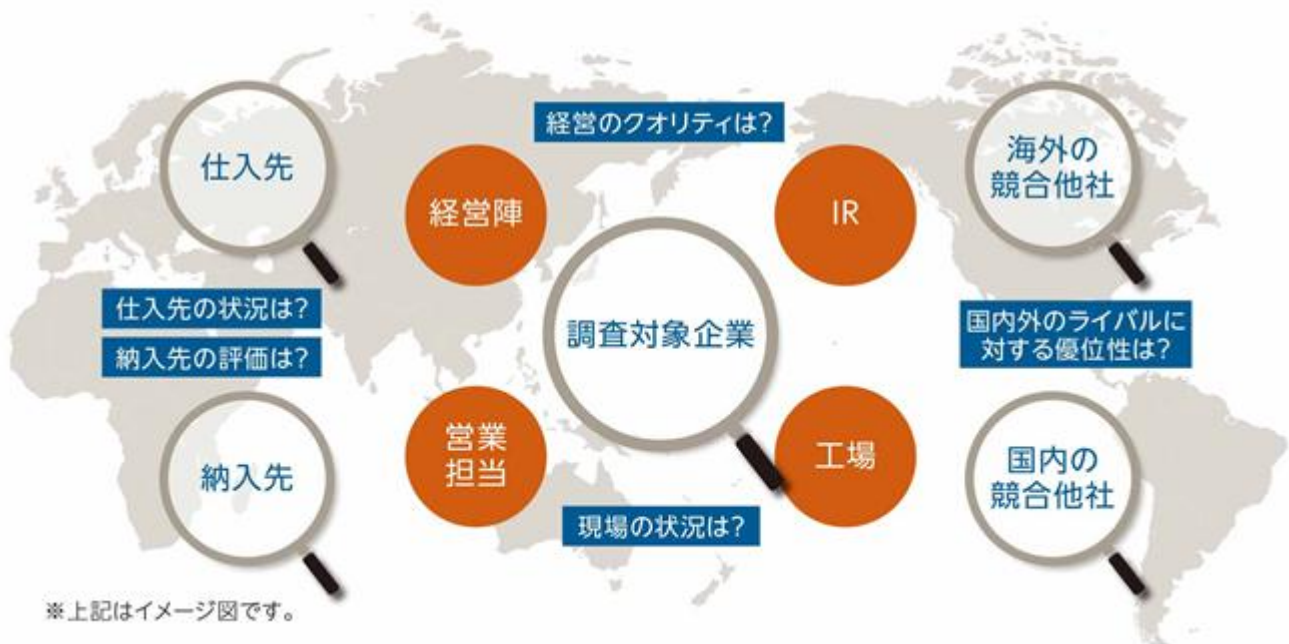 経営のクオリティは?
仕入先
経営陣
IR
海外の
競合他社
仕入先の状況は?
納入先の評価は?
調査対象企業
国内外のライバルに
対する優位性は?
納入先
営業
担当
工場
国内の
競合他社
現場の状況は?
※上記はイメージ図です。